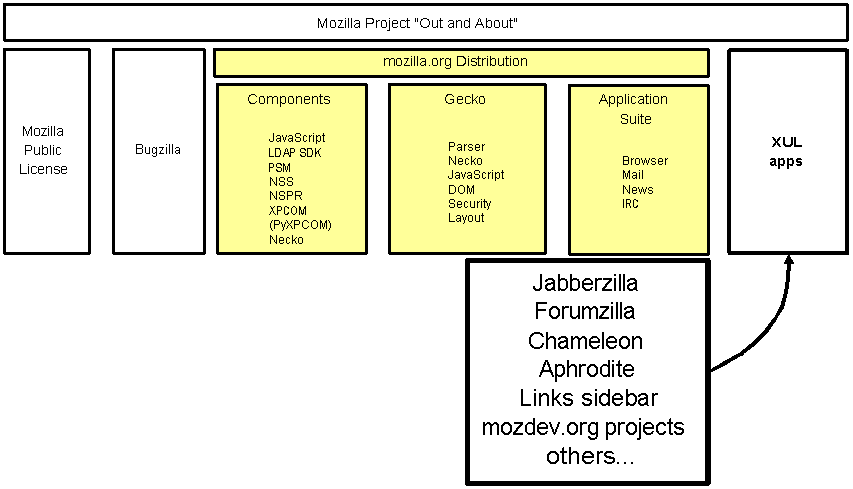 Mozilla Project "Out and About"
Mozilla
Public
License
Bugzilla
mozilla.org Distribution
Components
JavaScript
LDAP SDK
PSM
NSS
NSPR
XPCOM
(PyXPCOM)
Necko
Gecko
Parser
Necko
JavaScript
DOM
Security
Layout
Application
Suite
Browser
Mail
News
IRC
XUL
apps
Jabberzilla
Forumzilla
Chameleon
Aphrodite
Links sidebar
mozdev.org projects
others...